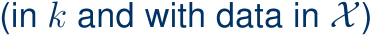 (in k and with data in 𝒳)